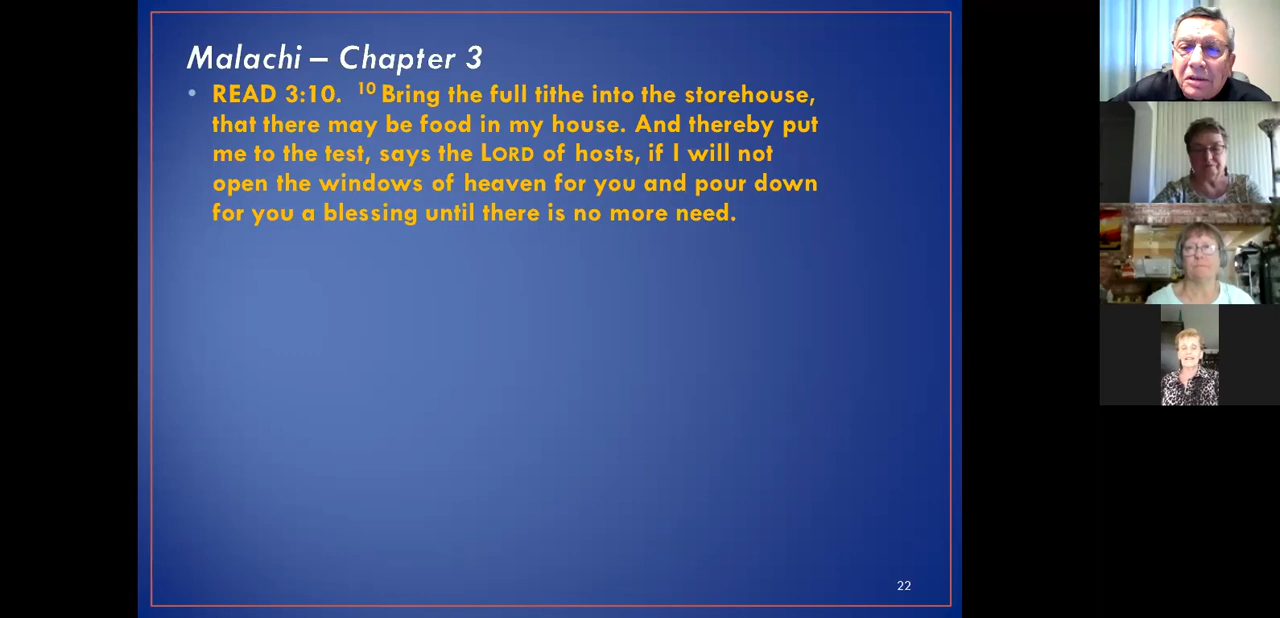 Malachi – Chapter 3
• READ 3:10. ¹⁰ Bring the full tithe into the storehouse,
that there may be food in my house. And thereby put
me to the test, says the LORD of hosts, if I will not
open the windows of heaven for you and pour down
for you a blessing until there is no more need.
22